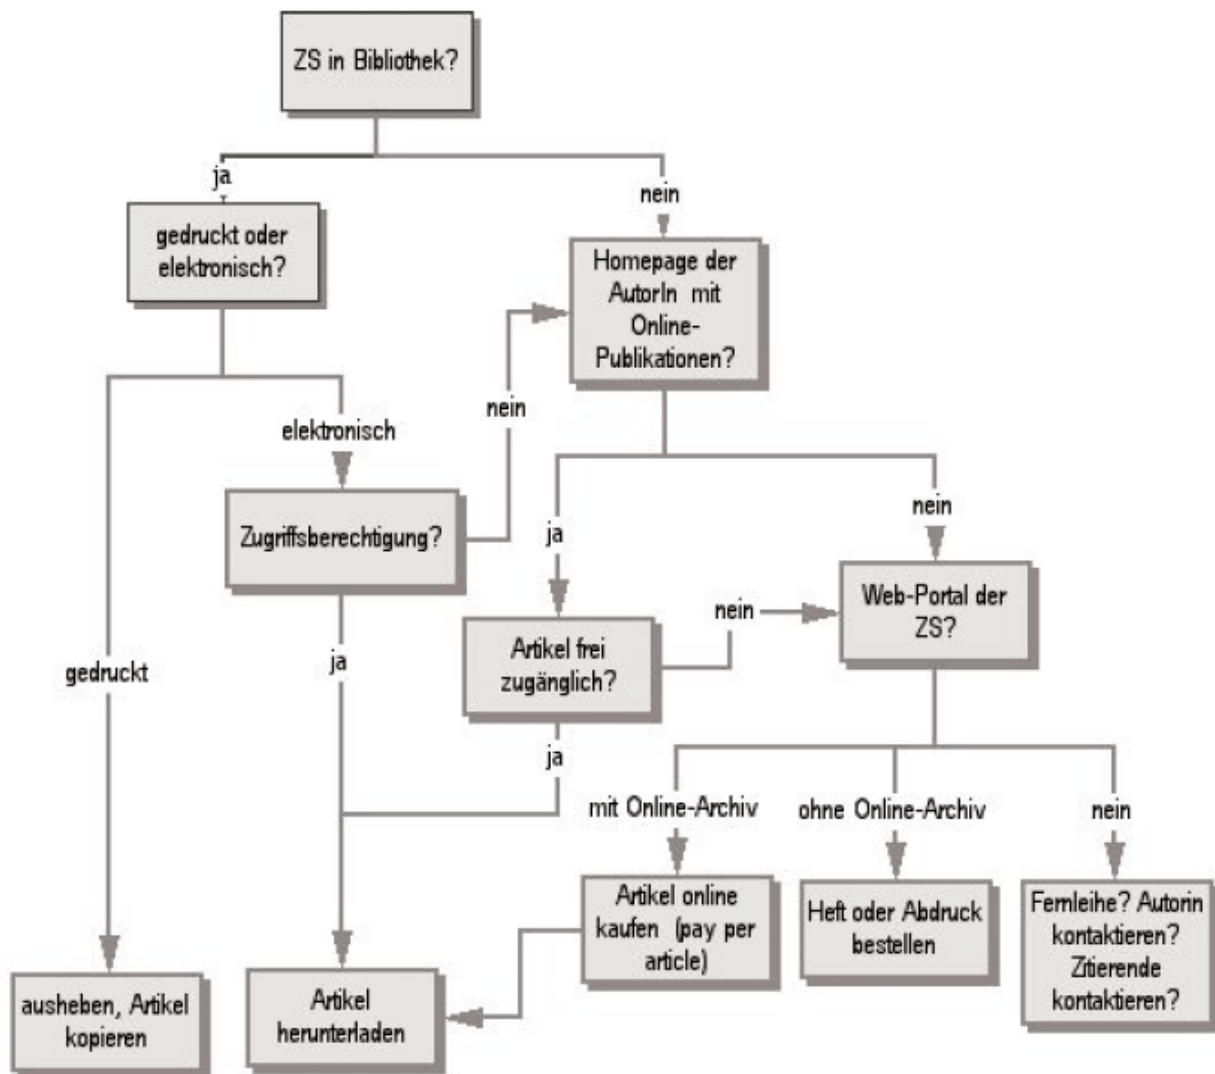 ZS in Bibliothek?
ja
nein
gedruckt oder
elektronisch?
Homepage der
AutorIn mit
Online-
Publikationen?
nein
elektronisch
Zugriffsberechtigung?
ja
nein
Web-Portal der
ZS?
nein
Artikel frei
zugänglich?
gedruckt
ja
ja
mit Online-Archiv
ohne Online-Archiv
nein
Artikel online
kaufen (pay per
article)
Heft oder Abdruck
bestellen
Fernleihe? Autorin
kontaktieren?
Zitierende
kontaktieren?
ausheben, Artikel
kopieren
Artikel
herunterladen